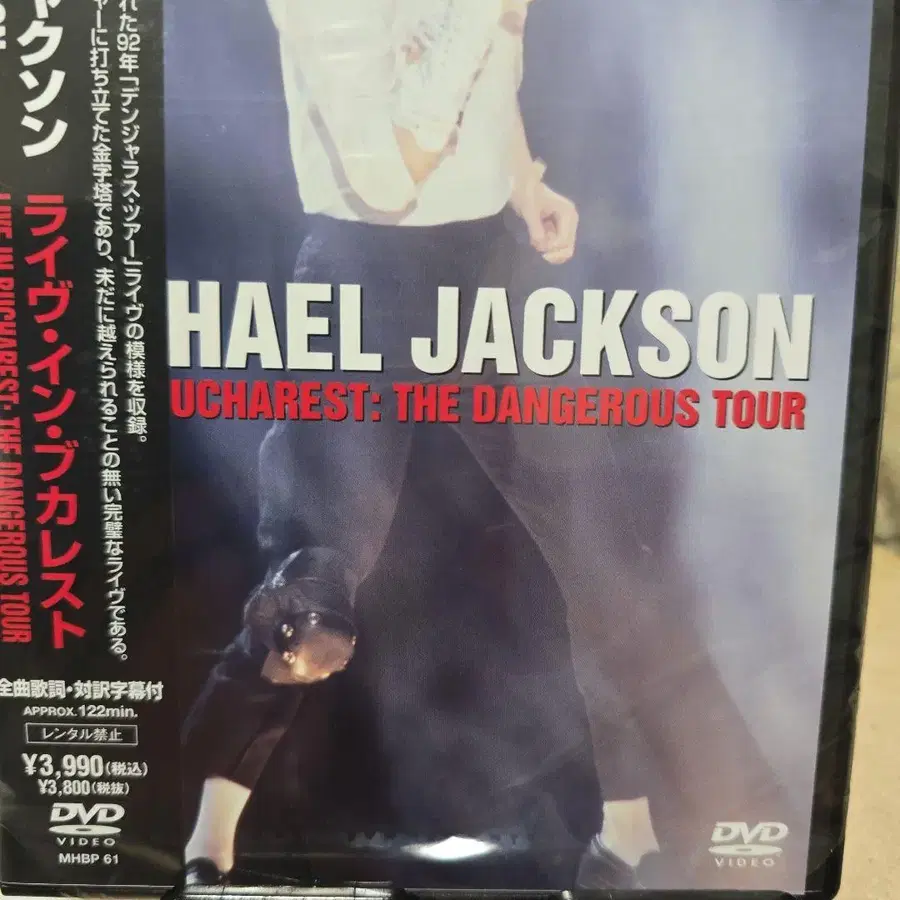 れた92年「デンジャラス・ツアー」ライヴの模様を収録。
ャーに打ち立てた金字塔であり、未だに越えられることの無い完璧なライヴである。
ャクソン
ライヴ・イン・ブカレスト
LIVE IN BUCHAREST: THE DANGEROUS TOUR
全曲歌詞・対訳字幕付
APPROX. 122min.
レンタル禁止
¥3,990(税込)
¥3,800(税抜)
DVD
VIDEO
MHBP 61
HAEL JACKSON
UCHAREST: THE DANGEROUS TOUR
DVD
VIDEO